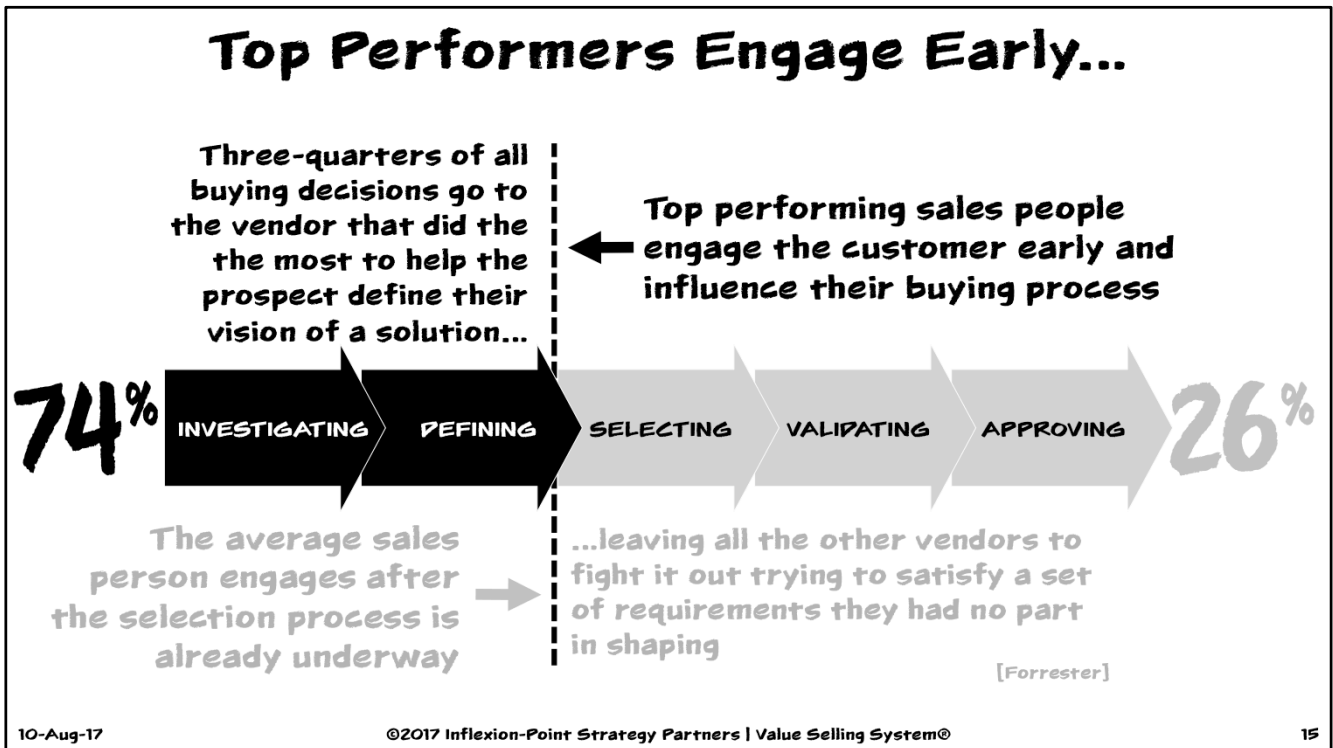 Top Performers Engage Early...
Three-quarters of all
buying decisions go to
the vendor that did the
the most to help the
prospect define their
vision of a solution...
Top performing sales people
engage the customer early and
influence their buying process
74%
INVESTIGATING
DEFINING
SELECTING
VALIDATING
APPROVING
26%
The average sales
person engages after
the selection process is
already underway
...leaving all the other vendors to
fight it out trying to satisfy a set
of requirements they had no part
in shaping
[Forrester]
10-Aug-17
©2017 Inflexion-Point Strategy Partners | Value Selling System®
15